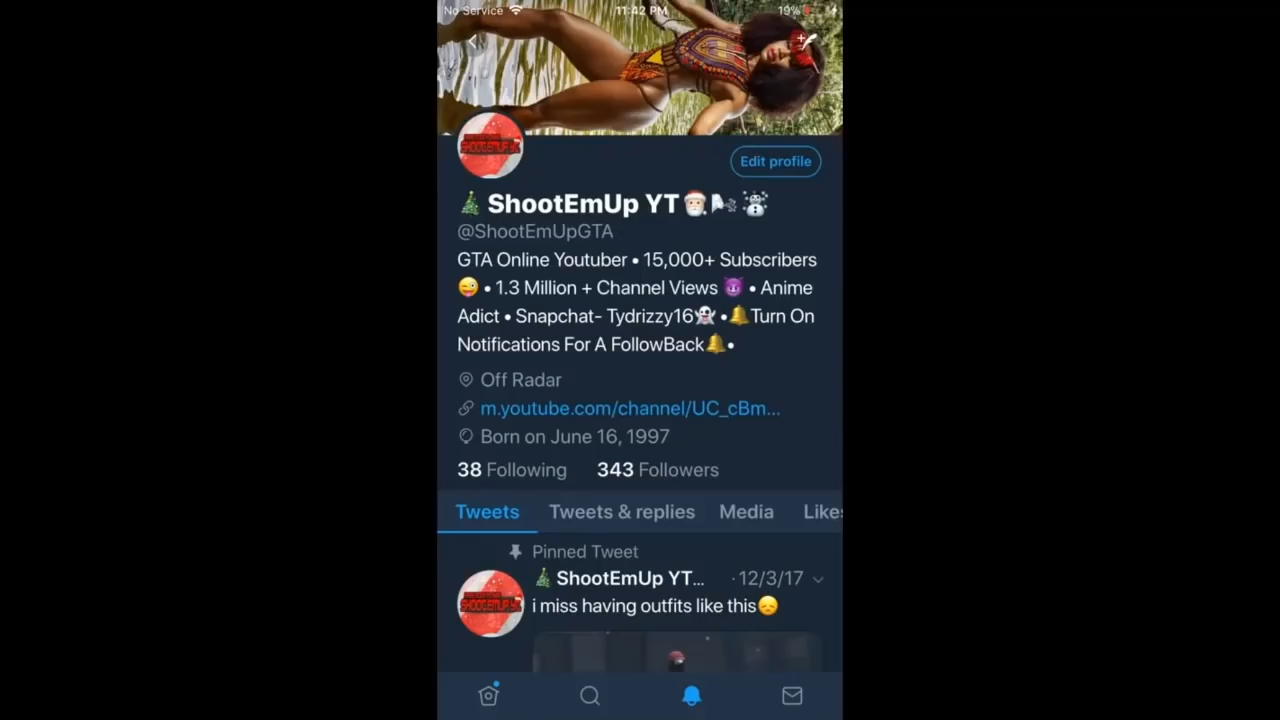 No Service 11:42 PM 19%
Edit profile
🎄 ShootEmUp YT🎅🏻🌬☃️
@ShootEmUpGTA
GTA Online Youtuber • 15,000+ Subscribers
😜 • 1.3 Million + Channel Views 😈 • Anime
Adict • Snapchat- Tydrizzy16👻 •🔔Turn On
Notifications For A FollowBack🔔•
Off Radar
m.youtube.com/channel/UC_cBm...
Born on June 16, 1997
38 Following 343 Followers
Tweets Tweets & replies Media Likes
Pinned Tweet
🎄 ShootEmUp YT... · 12/3/17
i miss having outfits like this😞